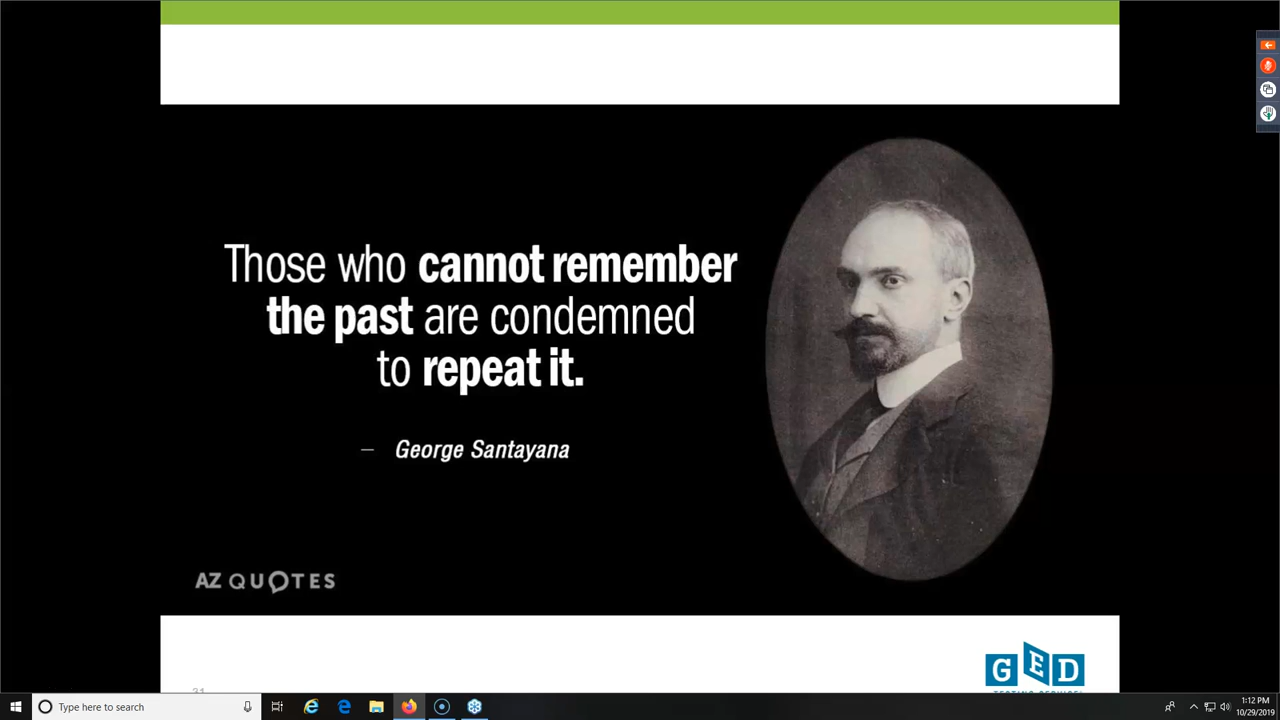 Those who cannot remember
the past are condemned
to repeat it.
– George Santayana
AZ QUOTES
GED
31
Type here to search
1:12 PM
10/29/2019